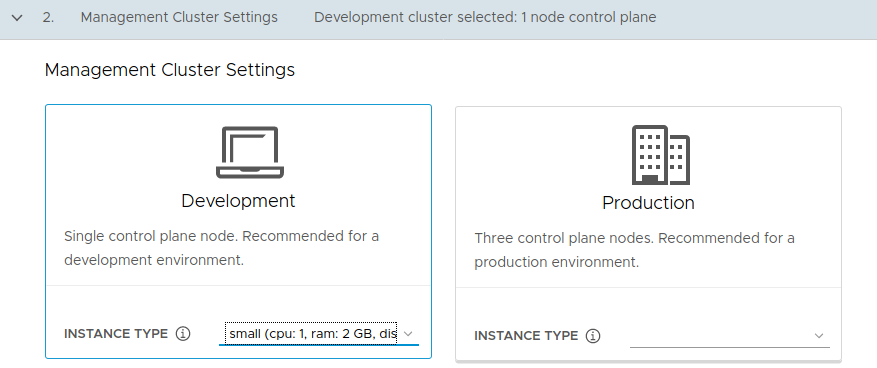 2. Management Cluster Settings Development cluster selected: 1 node control plane
Management Cluster Settings
Development
Single control plane node. Recommended for a
development environment.
INSTANCE TYPE
small (cpu: 1, ram: 2 GB, dis
Production
Three control plane nodes. Recommended for a
production environment.
INSTANCE TYPE